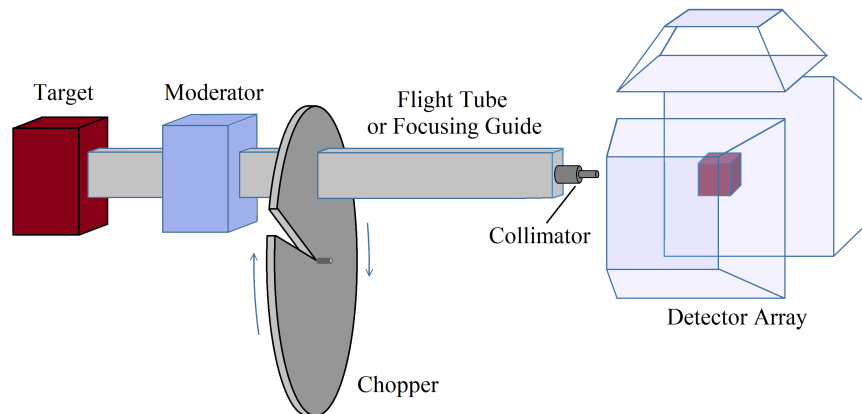 Target
Moderator
Flight Tube
or Focusing Guide
Collimator
Detector Array
Chopper